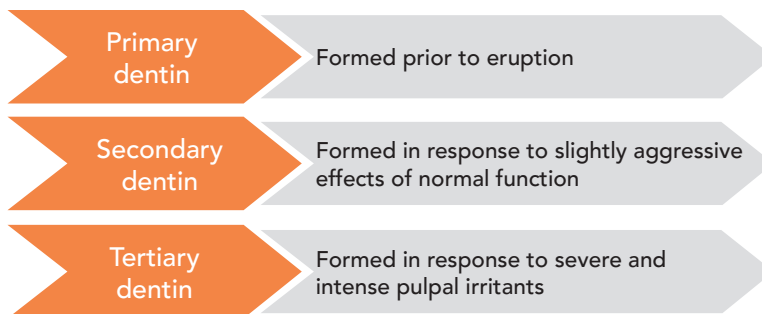 Primary
dentin
Formed prior to eruption
Secondary
dentin
Formed in response to slightly aggressive
effects of normal function
Tertiary
dentin
Formed in response to severe and
intense pulpal irritants